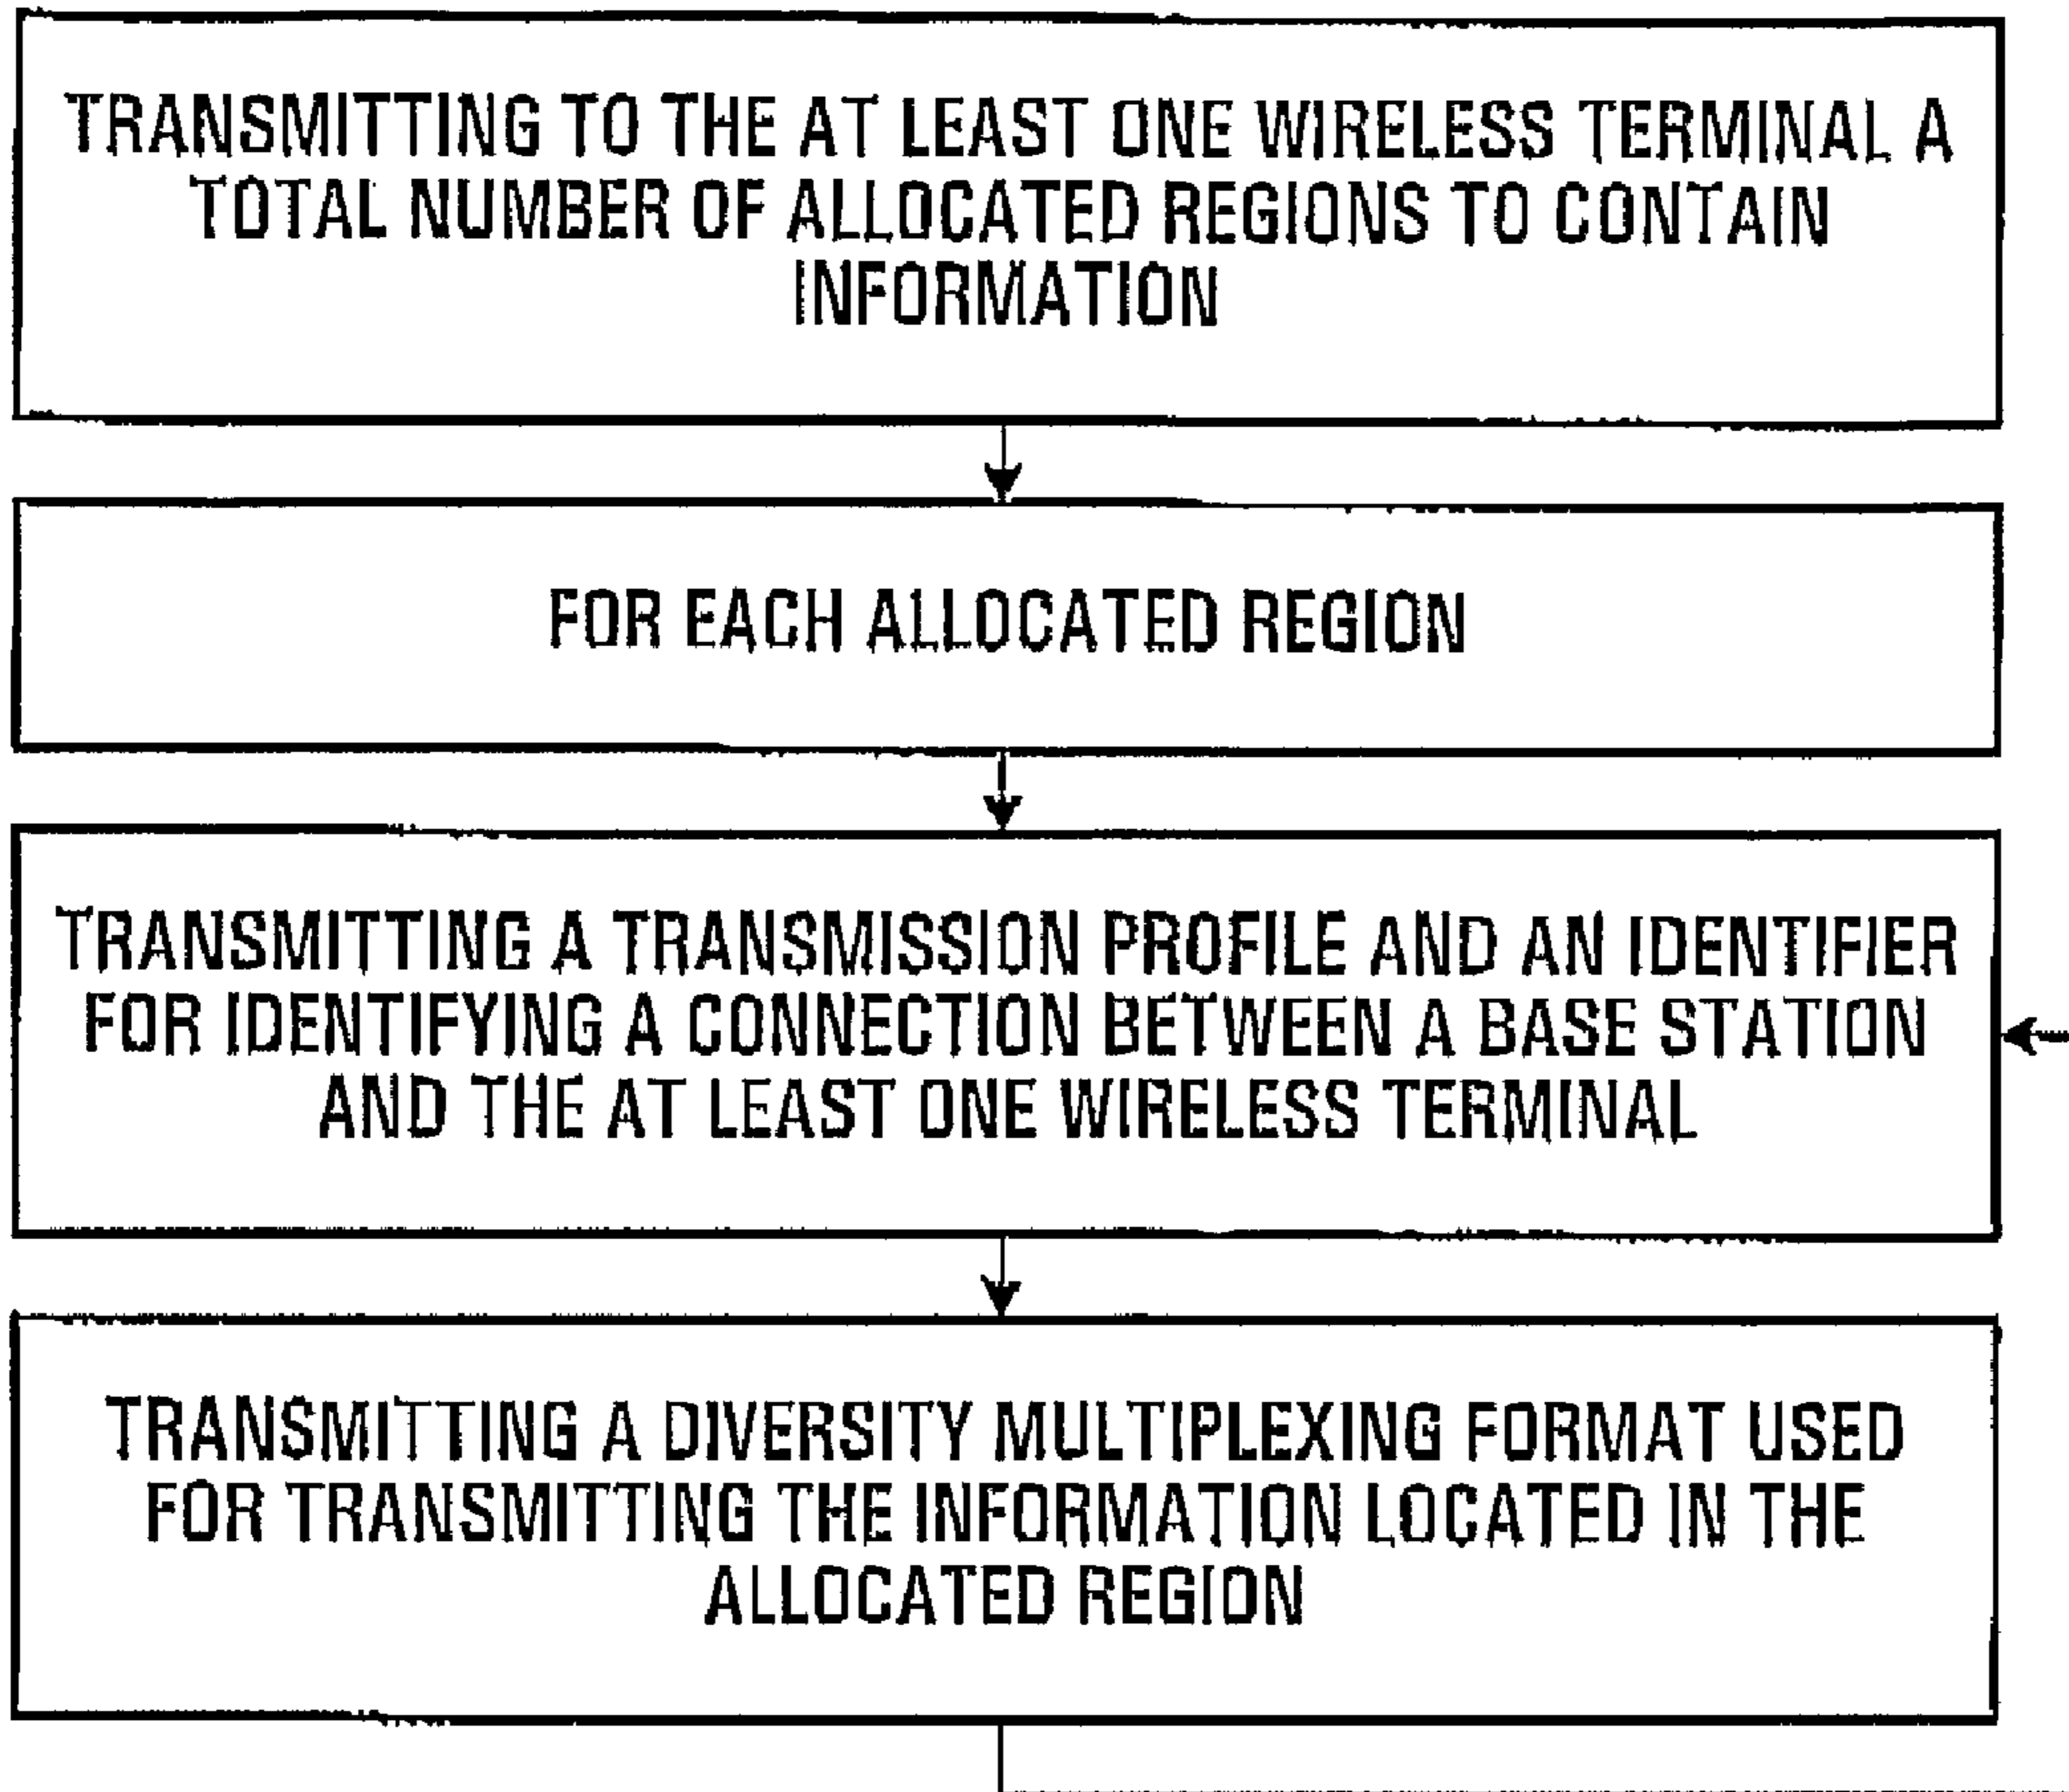 TRANSMITTING TO THE AT LEAST ONE WIRELESS TERMINAL A
TOTAL NUMBER OF ALLOCATED REGIONS TO CONTAIN
INFORMATION
FOR EACH ALLOCATED REGION
TRANSMITTING A TRANSMISSION PROFILE AND AN IDENTIFIER
FOR IDENTIFYING A CONNECTION BETWEEN A BASE STATION
AND THE AT LEAST ONE WIRELESS TERMINAL
TRANSMITTING A DIVERSITY MULTIPLEXING FORMAT USED
FOR TRANSMITTING THE INFORMATION LOCATED IN THE
ALLOCATED REGION